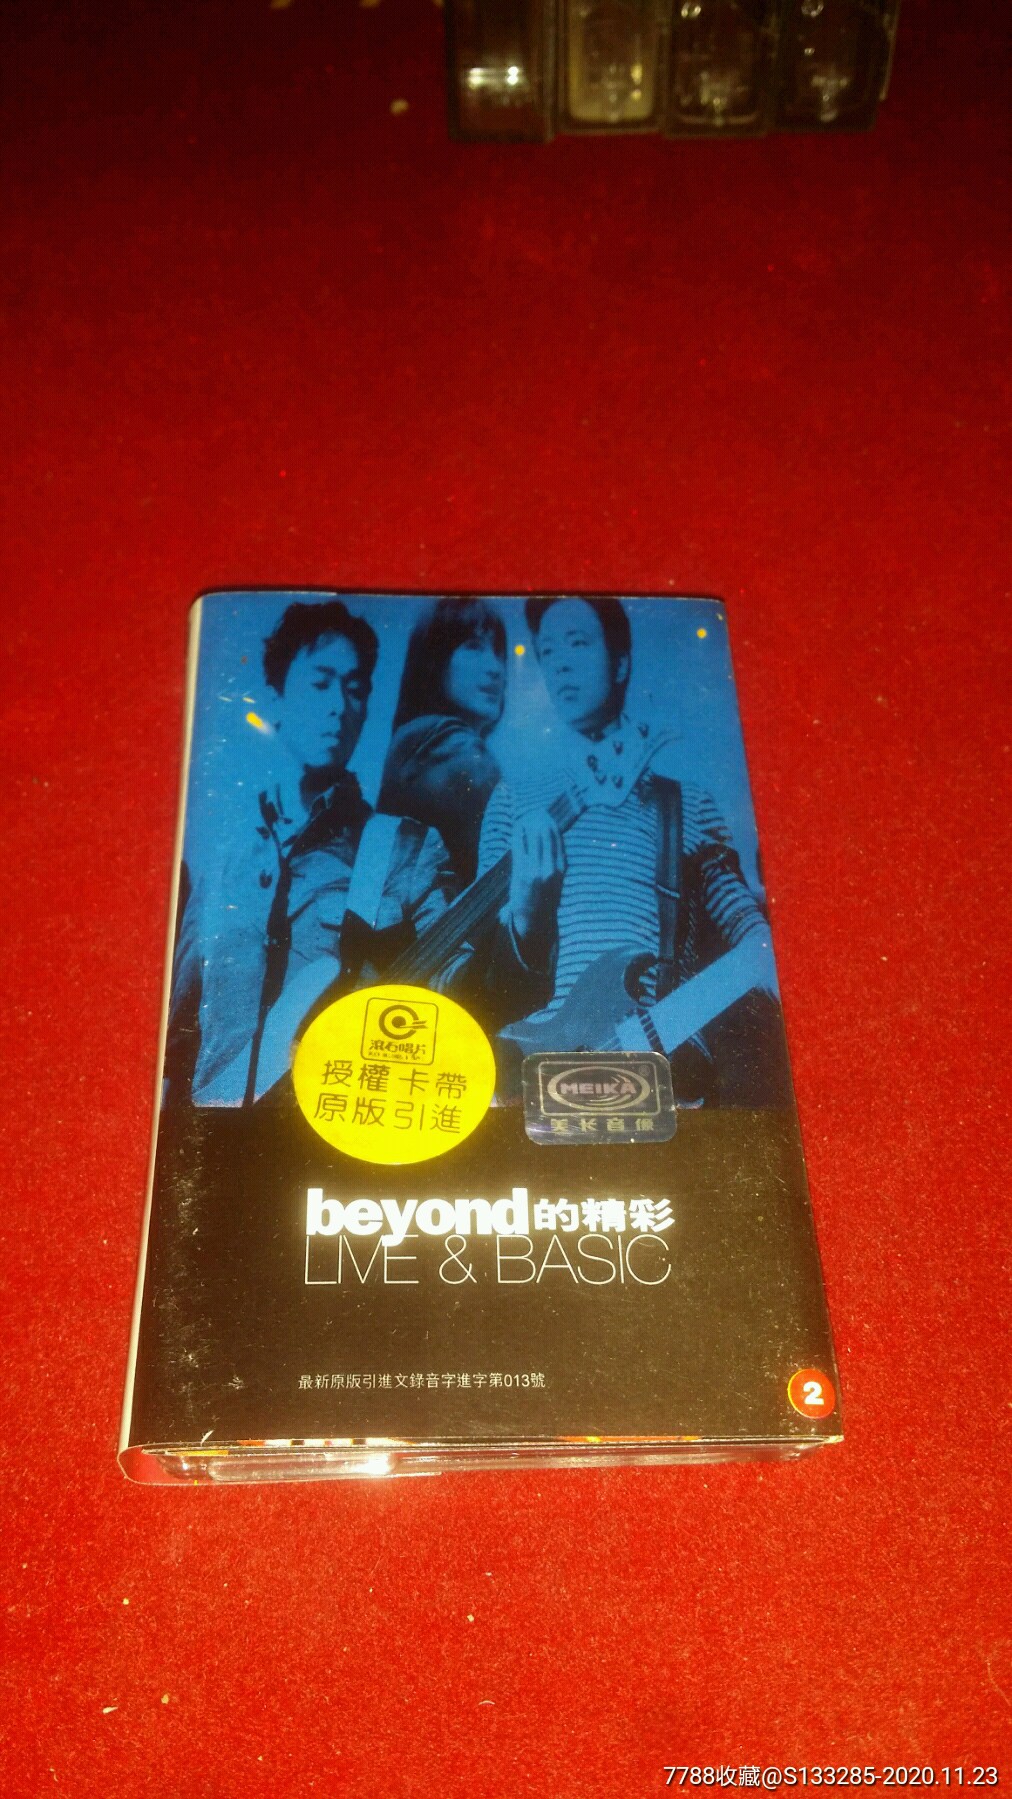 滾石唱片
授權卡帶
原版引進
MEIKA®
美长音像
beyond的精彩
LIVE & BASIC
最新原版引進文錄音字進字第013號
2
7788收藏@S133285-2020.11.23